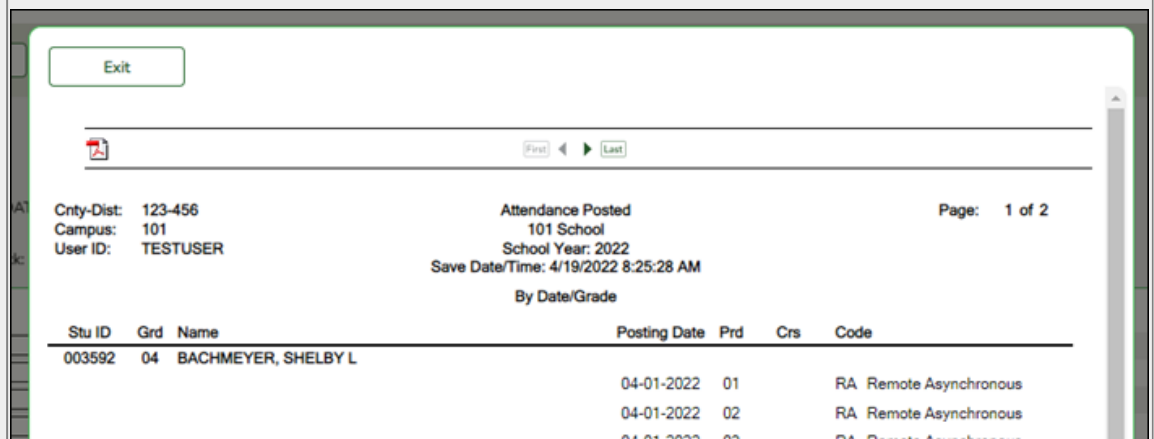 Exit
First Last
Cnty-Dist: 123-456 Attendance Posted Page: 1 of 2
Campus: 101 101 School
User ID: TESTUSER School Year: 2022
Save Date/Time: 4/19/2022 8:25:28 AM
By Date/Grade
Stu ID Grd Name Posting Date Prd Crs Code
003592 04 BACHMEYER, SHELBY L
04-01-2022 01 RA Remote Asynchronous
04-01-2022 02 RA Remote Asynchronous